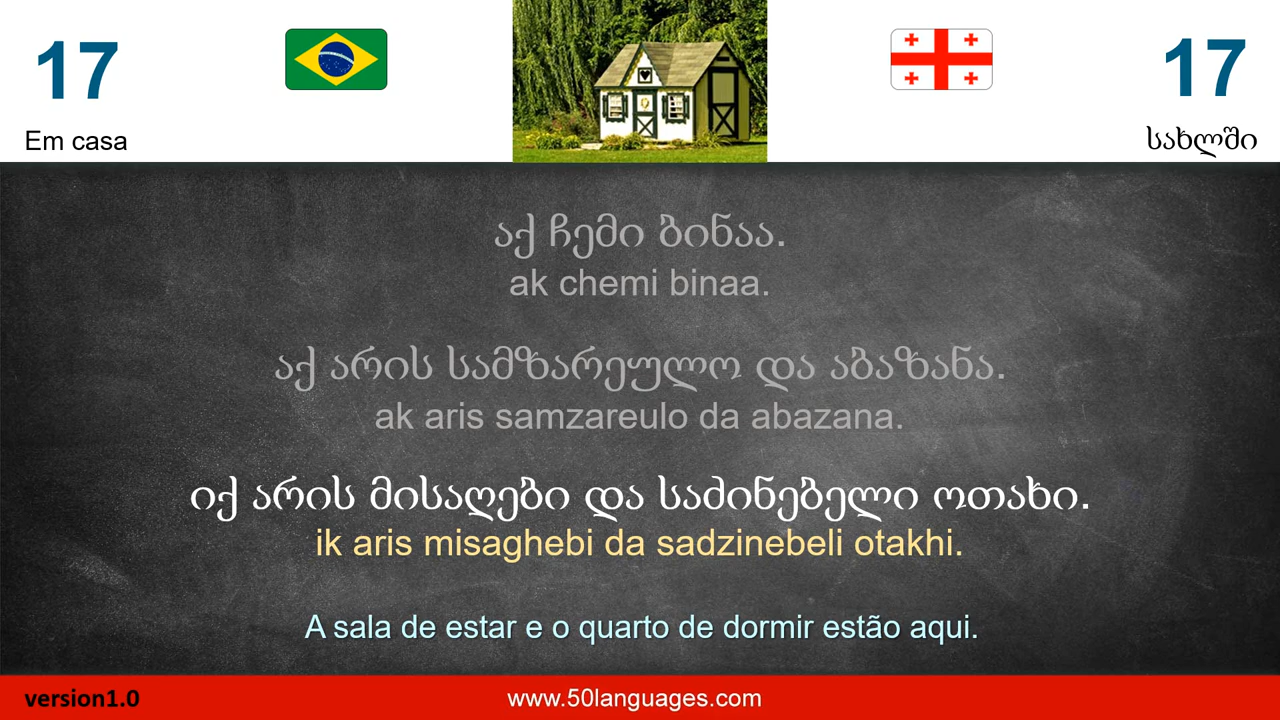 17
17
Em casa
სახლში
აქ ჩემი ბინაა.
ak chemi binaa.
აქ არის სამზარეულო და აბაზანა.
ak aris samzareulo da abazana.
იქ არის მისაღები და საძინებელი ოთახი.
ik aris misaghebi da sadzinebeli otakhi.
A sala de estar e o quarto de dormir estão aqui.
version1.0
www.50languages.com